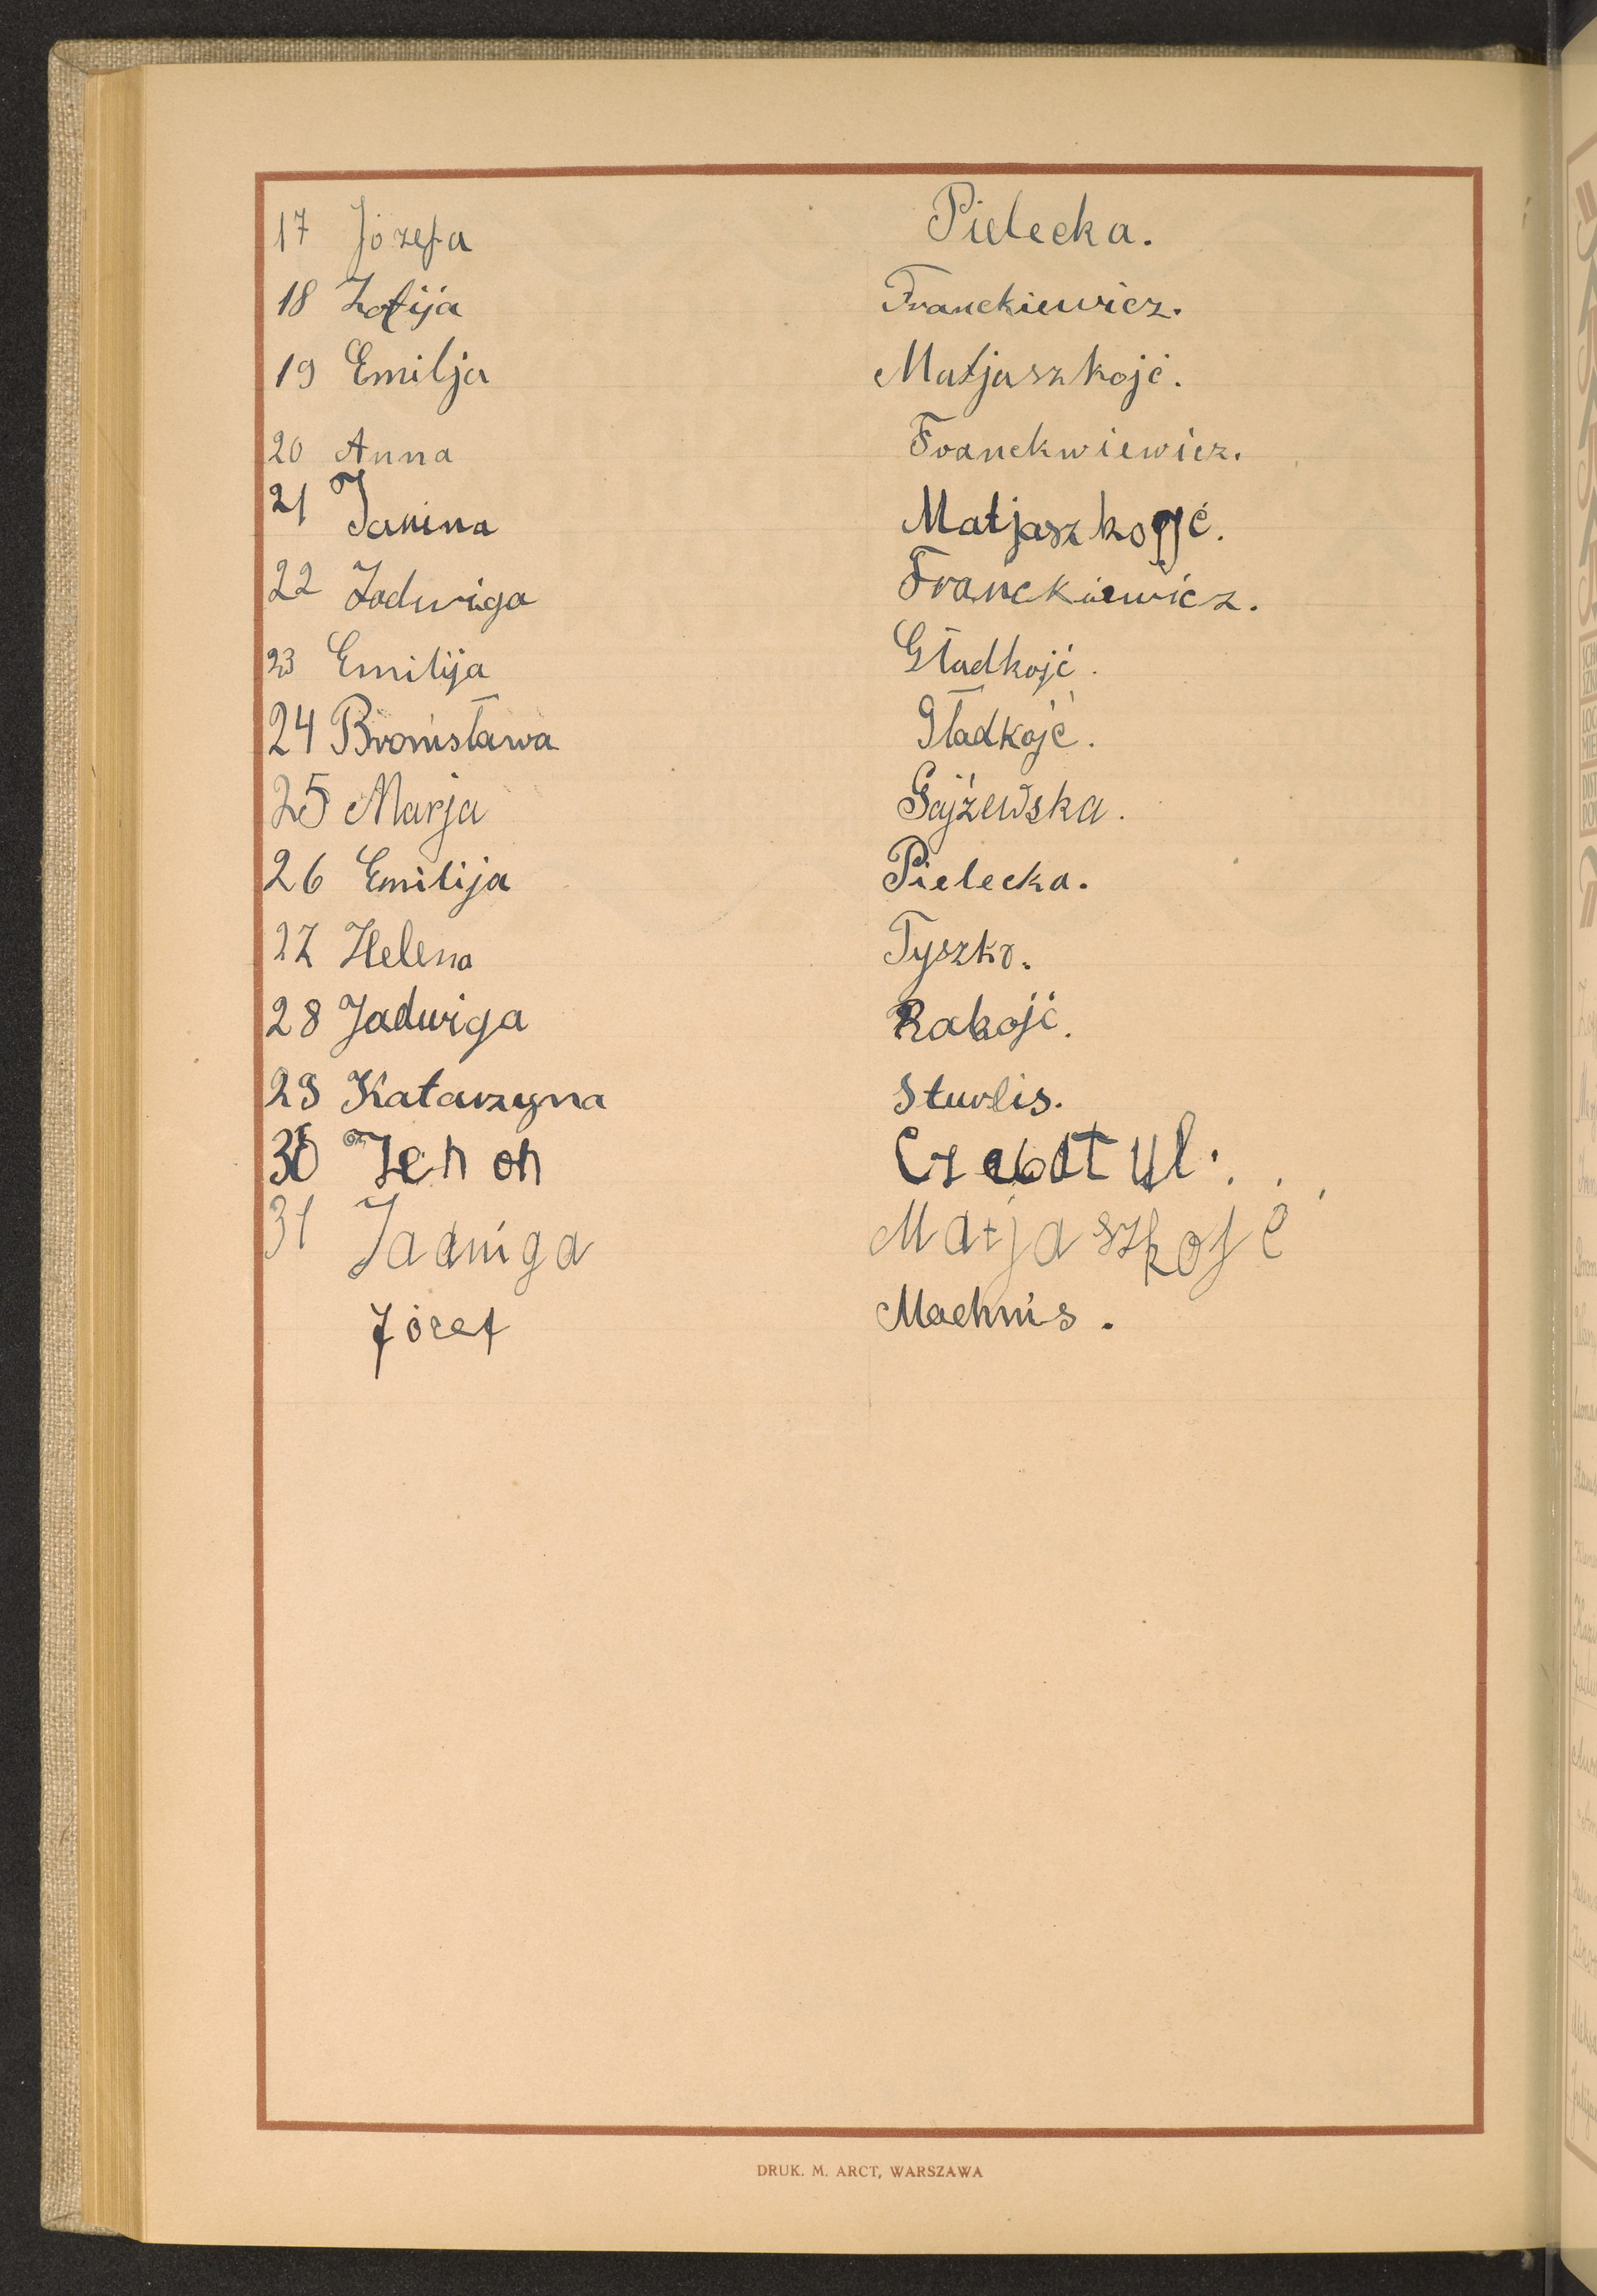 17 Józefa Pielecka.
18 Zofija Franckiewicz.
19 Emilja Matjaszkojć.
20 Anna Franckwiewicz.
21 Janina Matjaszkojć.
22 Jadwiga Franckiewicz.
23 Emilija Gładkojć.
24 Bronisława Gładkojć.
25 Marja Gajżewska.
26 Emilija Pielecka.
27 Helena Tyszko.
28 Jadwiga Rakojć.
29 Katarzyna Sturlis.
30 Zenon
31 Jadwiga Matjaszkojć
Józef Machnis.
DRUK. M. ARCT, WARSZAWA